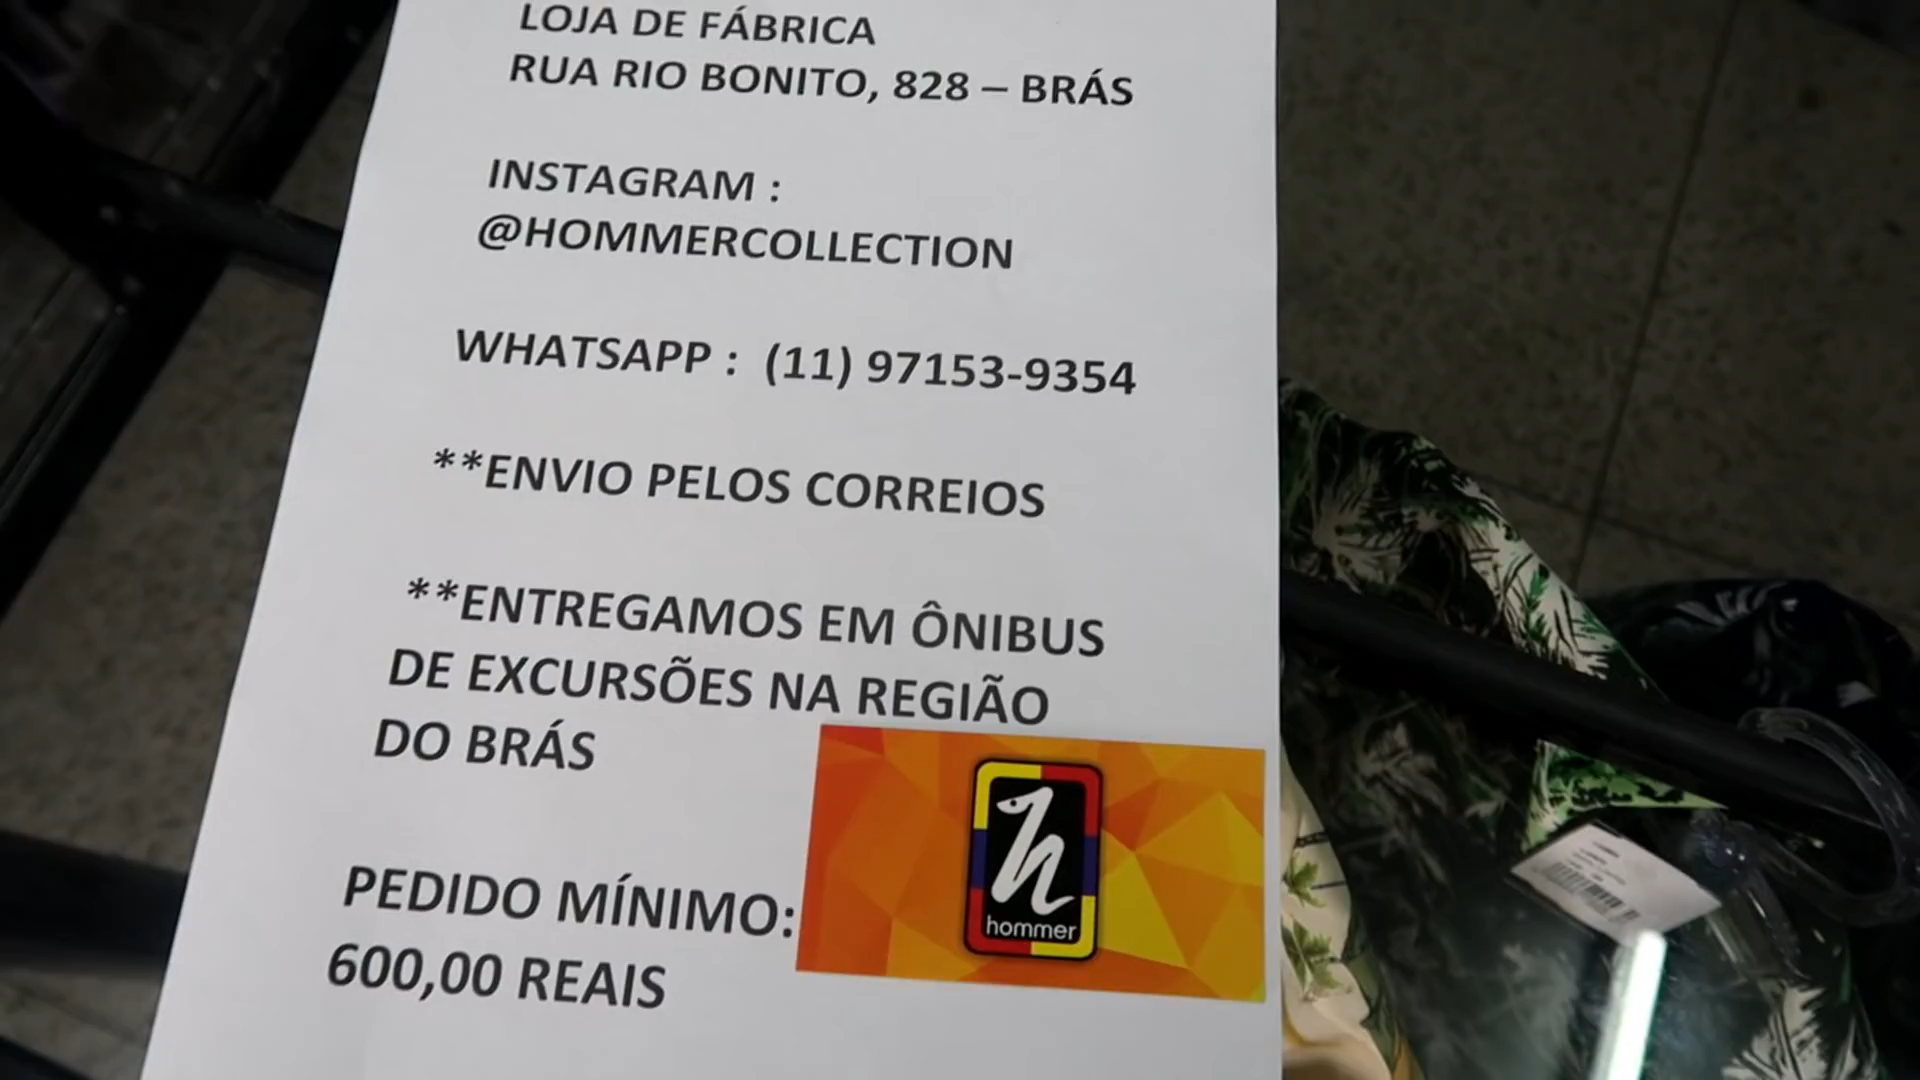 LOJA DE FÁBRICA
RUA RIO BONITO, 828 – BRÁS
INSTAGRAM :
@HOMMERCOLLECTION
WHATSAPP : (11) 97153-9354
**ENVIO PELOS CORREIOS
**ENTREGAMOS EM ÔNIBUS
DE EXCURSÕES NA REGIÃO
DO BRÁS
PEDIDO MÍNIMO:
600,00 REAIS
h
hommer